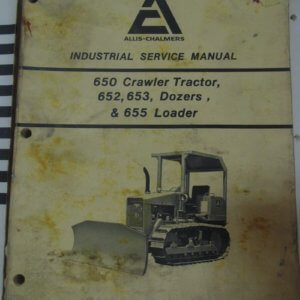 ALLIS-CHALMERS
INDUSTRIAL SERVICE MANUAL
650 Crawler Tractor,
652, 653, Dozers ,
& 655 Loader